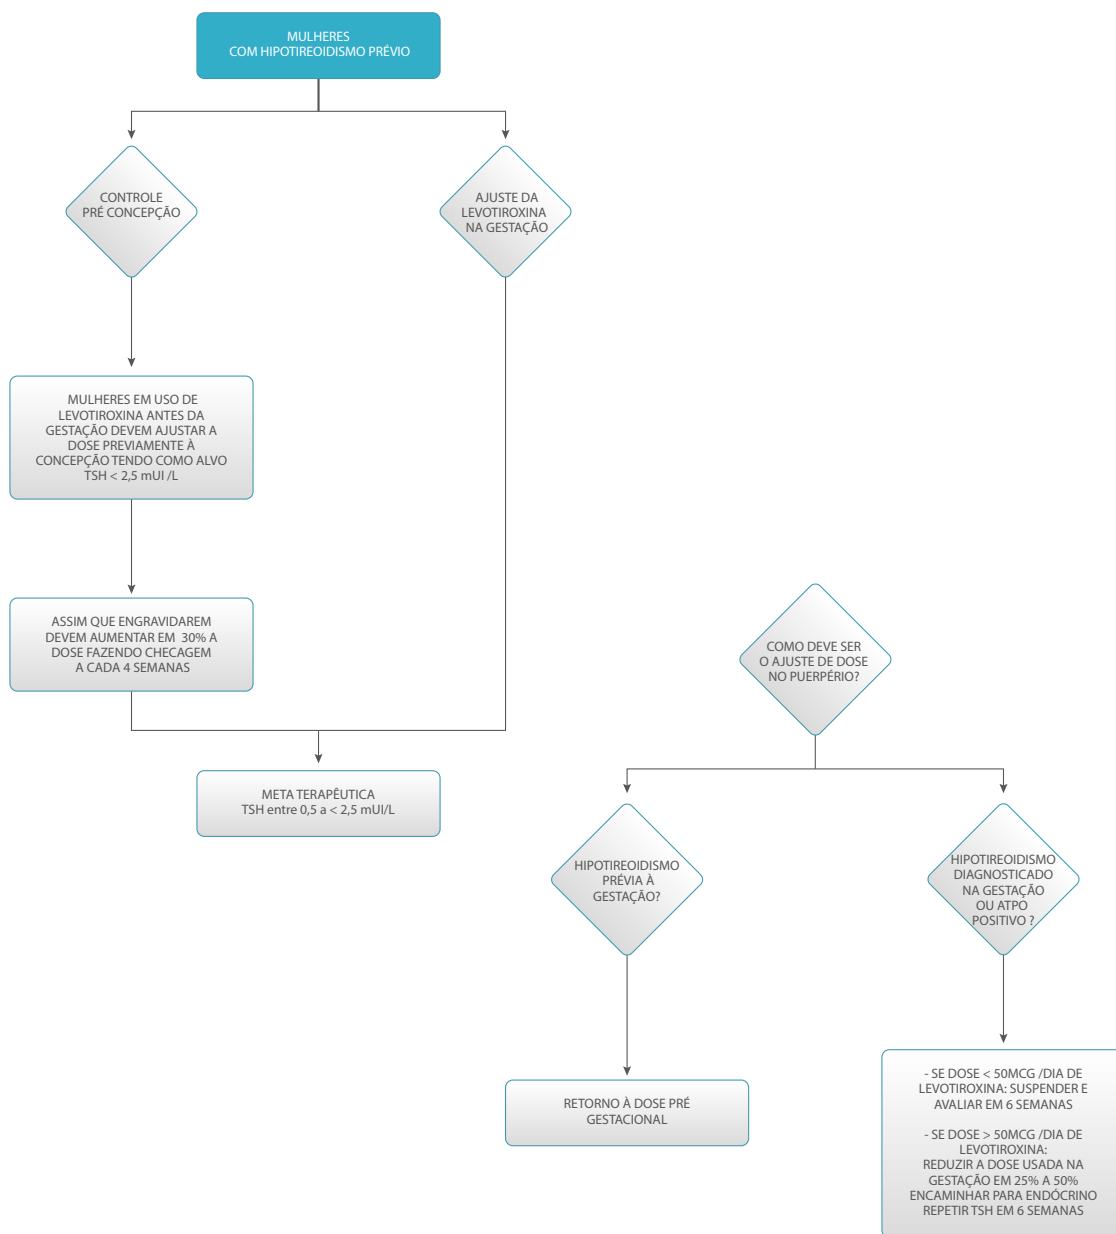 MULHERES
COM HIPOTIREOIDISMO PRÉVIO
CONTROLE
PRÉ CONCEPÇÃO
AJUSTE DA
LEVOTIROXINA
NA GESTAÇÃO
MULHERES EM USO DE
LEVOTIROXINA ANTES DA
GESTAÇÃO DEVEM AJUSTAR A
DOSE PREVIAMENTE À
CONCEPÇÃO TENDO COMO ALVO
TSH < 2,5 mUI /L
ASSIM QUE ENGRAVIDAREM
DEVEM AUMENTAR EM 30% A
DOSE FAZENDO CHECAGEM
A CADA 4 SEMANAS
META TERAPÊUTICA
TSH entre 0,5 a < 2,5 mUI/L
COMO DEVE SER
O AJUSTE DE DOSE
NO PUERPÉRIO?
HIPOTIREOIDISMO
PRÉVIA À
GESTAÇÃO?
HIPOTIREOIDISMO
DIAGNOSTICADO
NA GESTAÇÃO
OU ATPO
POSITIVO ?
RETORNO À DOSE PRÉ
GESTACIONAL
- SE DOSE < 50MCG /DIA DE
LEVOTIROXINA: SUSPENDER E
AVALIAR EM 6 SEMANAS
- SE DOSE > 50MCG /DIA DE
LEVOTIROXINA:
REDUZIR A DOSE USADA NA
GESTAÇÃO EM 25% A 50%
ENCAMINHAR PARA ENDÓCRINO
REPETIR TSH EM 6 SEMANAS